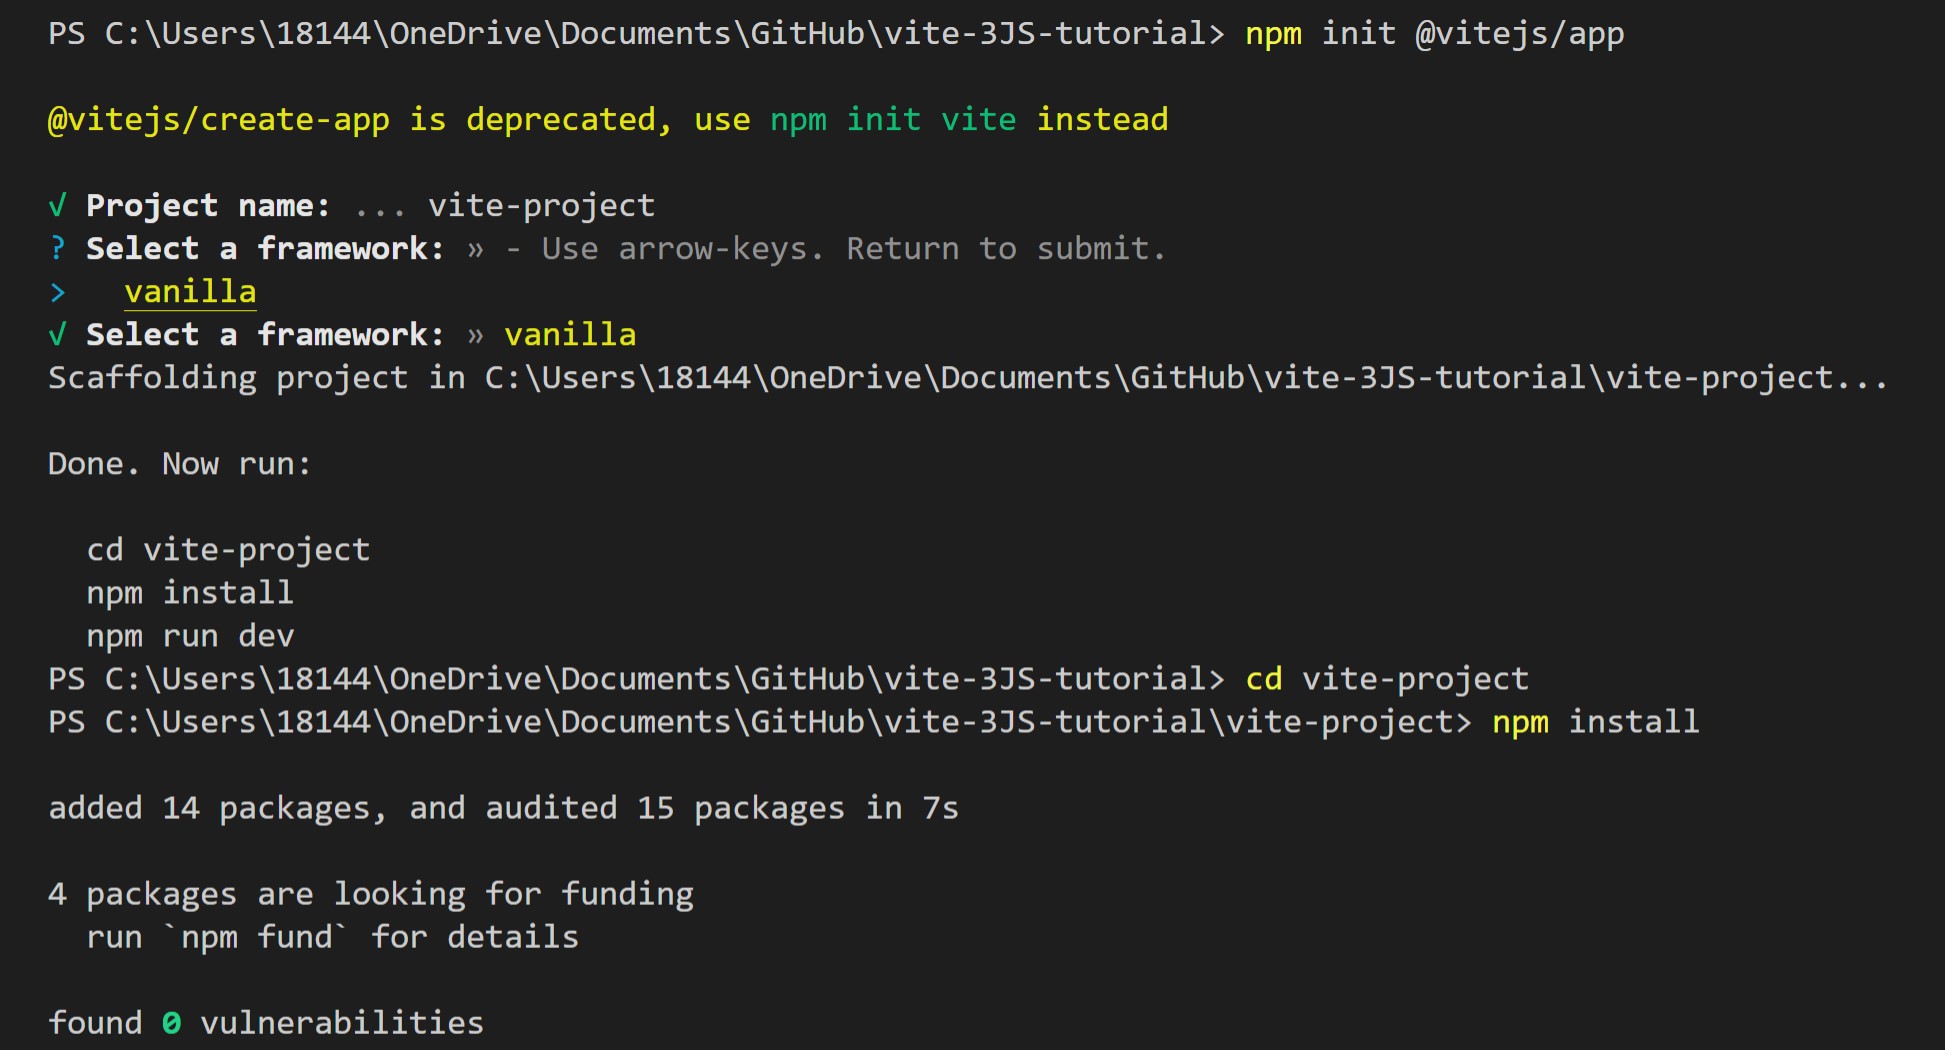 PS C:\Users\18144\OneDrive\Documents\GitHub\vite-3JS-tutorial> npm init @vitejs/app
@vitejs/create-app is deprecated, use npm init vite instead
√ Project name: ... vite-project
? Select a framework: » - Use arrow-keys. Return to submit.
>   vanilla
√ Select a framework: » vanilla
Scaffolding project in C:\Users\18144\OneDrive\Documents\GitHub\vite-3JS-tutorial\vite-project...
Done. Now run:
  cd vite-project
  npm install
  npm run dev
PS C:\Users\18144\OneDrive\Documents\GitHub\vite-3JS-tutorial> cd vite-project
PS C:\Users\18144\OneDrive\Documents\GitHub\vite-3JS-tutorial\vite-project> npm install
added 14 packages, and audited 15 packages in 7s
4 packages are looking for funding
  run `npm fund` for details
found 0 vulnerabilities